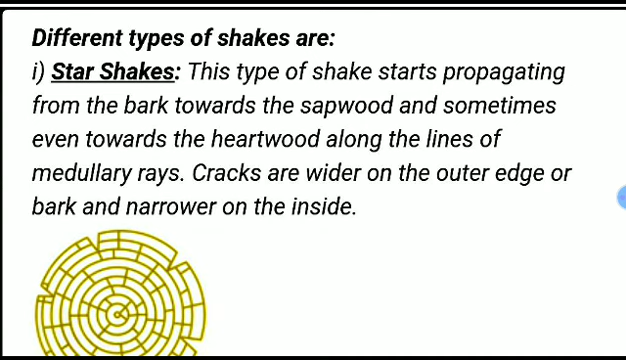 Different types of shakes are:
i) Star Shakes: This type of shake starts propagating
from the bark towards the sapwood and sometimes
even towards the heartwood along the lines of
medullary rays. Cracks are wider on the outer edge or
bark and narrower on the inside.